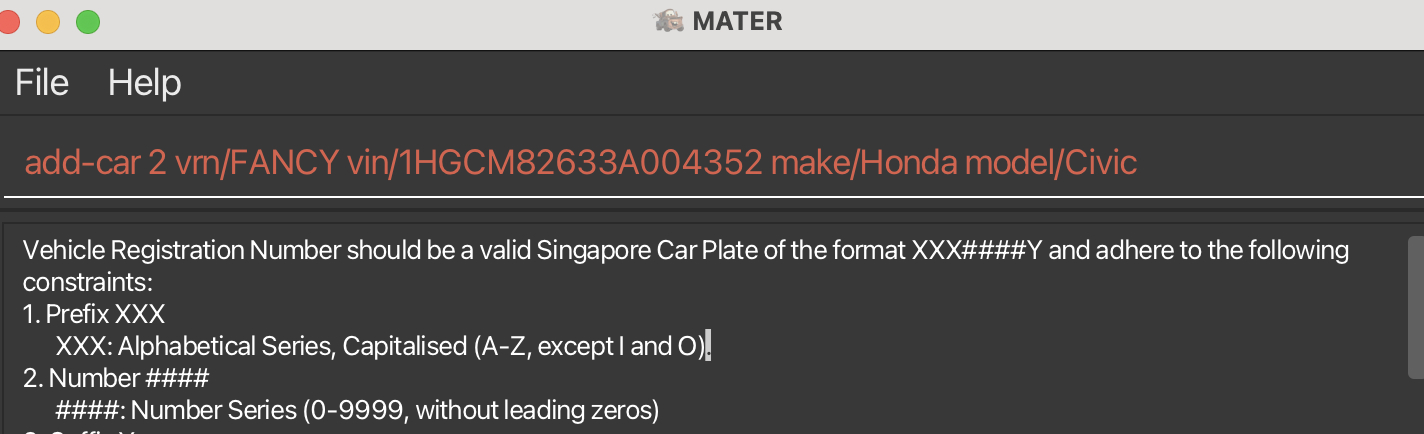 MATER
File Help
add-car 2 vrn/FANCY vin/1HGCM82633A004352 make/Honda model/Civic
Vehicle Registration Number should be a valid Singapore Car Plate of the format XXX####Y and adhere to the following
constraints:
1. Prefix XXX
XXX: Alphabetical Series, Capitalised (A-Z, except I and O).
2. Number ####
####: Number Series (0-9999, without leading zeros)